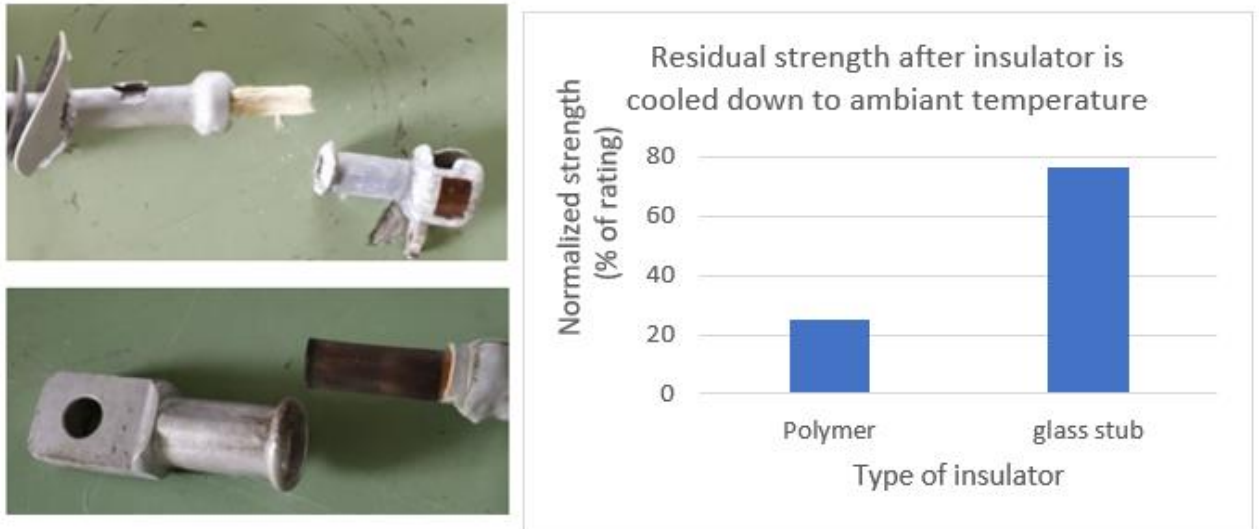 Residual strength after insulator is
cooled down to ambiant temperature
Normalized strength
(% of rating)
80
60
40
20
0
Polymer
glass stub
Type of insulator